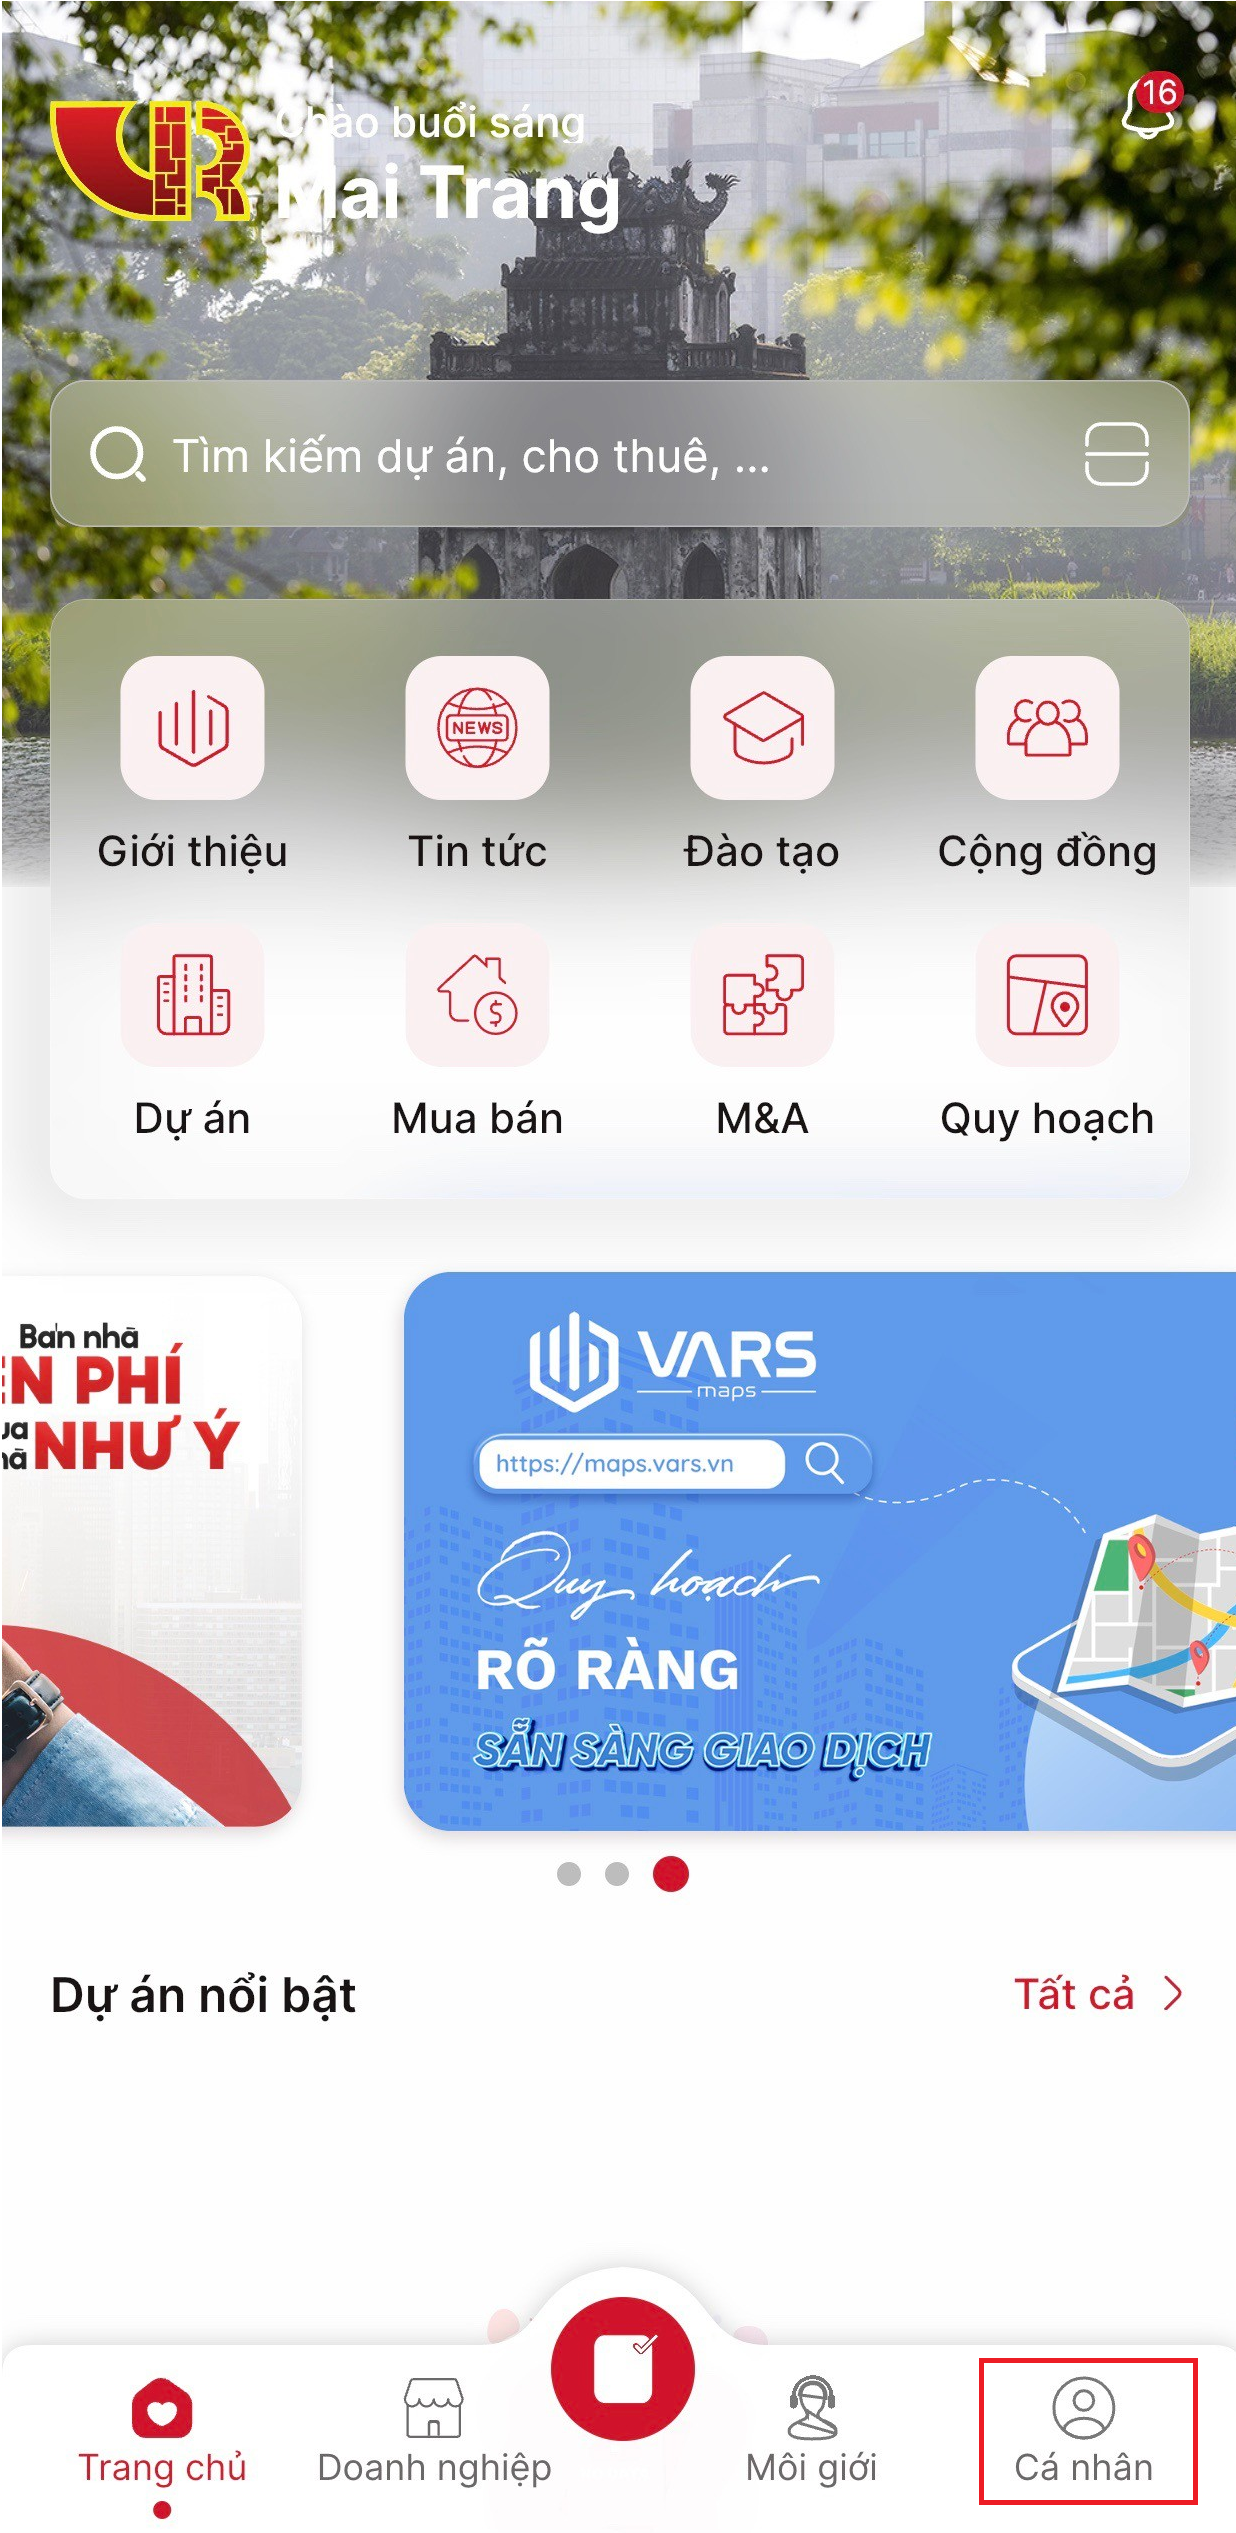 Chào buổi sáng
Mai Trang
16
Tìm kiếm dự án, cho thuê, ...
NEWS
Giới thiệu
Tin tức
Đào tạo
Cộng đồng
Dự án
Mua bán
M&A
Quy hoạch
Bán nhà
ỄN PHÍ
NHƯ Ý
VARS
maps
https://maps.vars.vn
Quy hoạch
RÕ RÀNG
SẴN SÀNG GIAO DỊCH
Dự án nổi bật
Tất cả
Trang chủ
Doanh nghiệp
Môi giới
Cá nhân